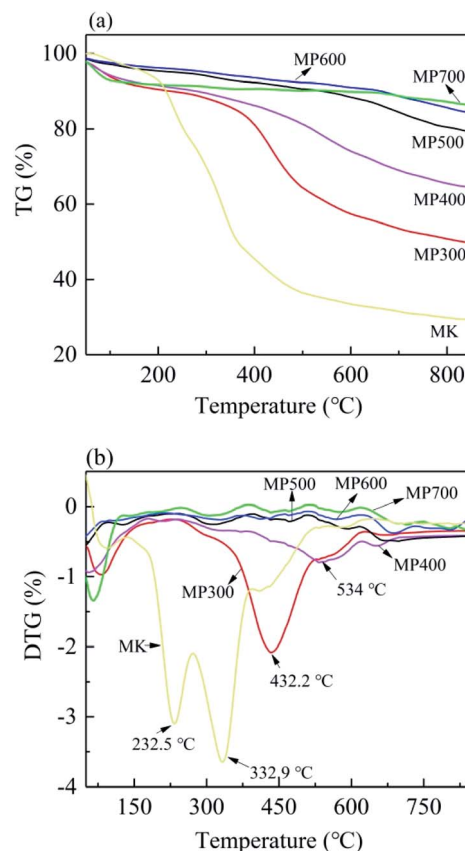 (a)
100
80
60
40
20
TG (%)
MP600
MP700
MP500
MP400
MP300
MK
200 400 600 800
Temperature (℃)
(b)
0
-1
-2
-3
-4
DTG (%)
MP500
MP600
MP700
MP400
MP300
534 ℃
MK
432.2 ℃
232.5 ℃
332.9 ℃
150 300 450 600 750
Temperature (℃)